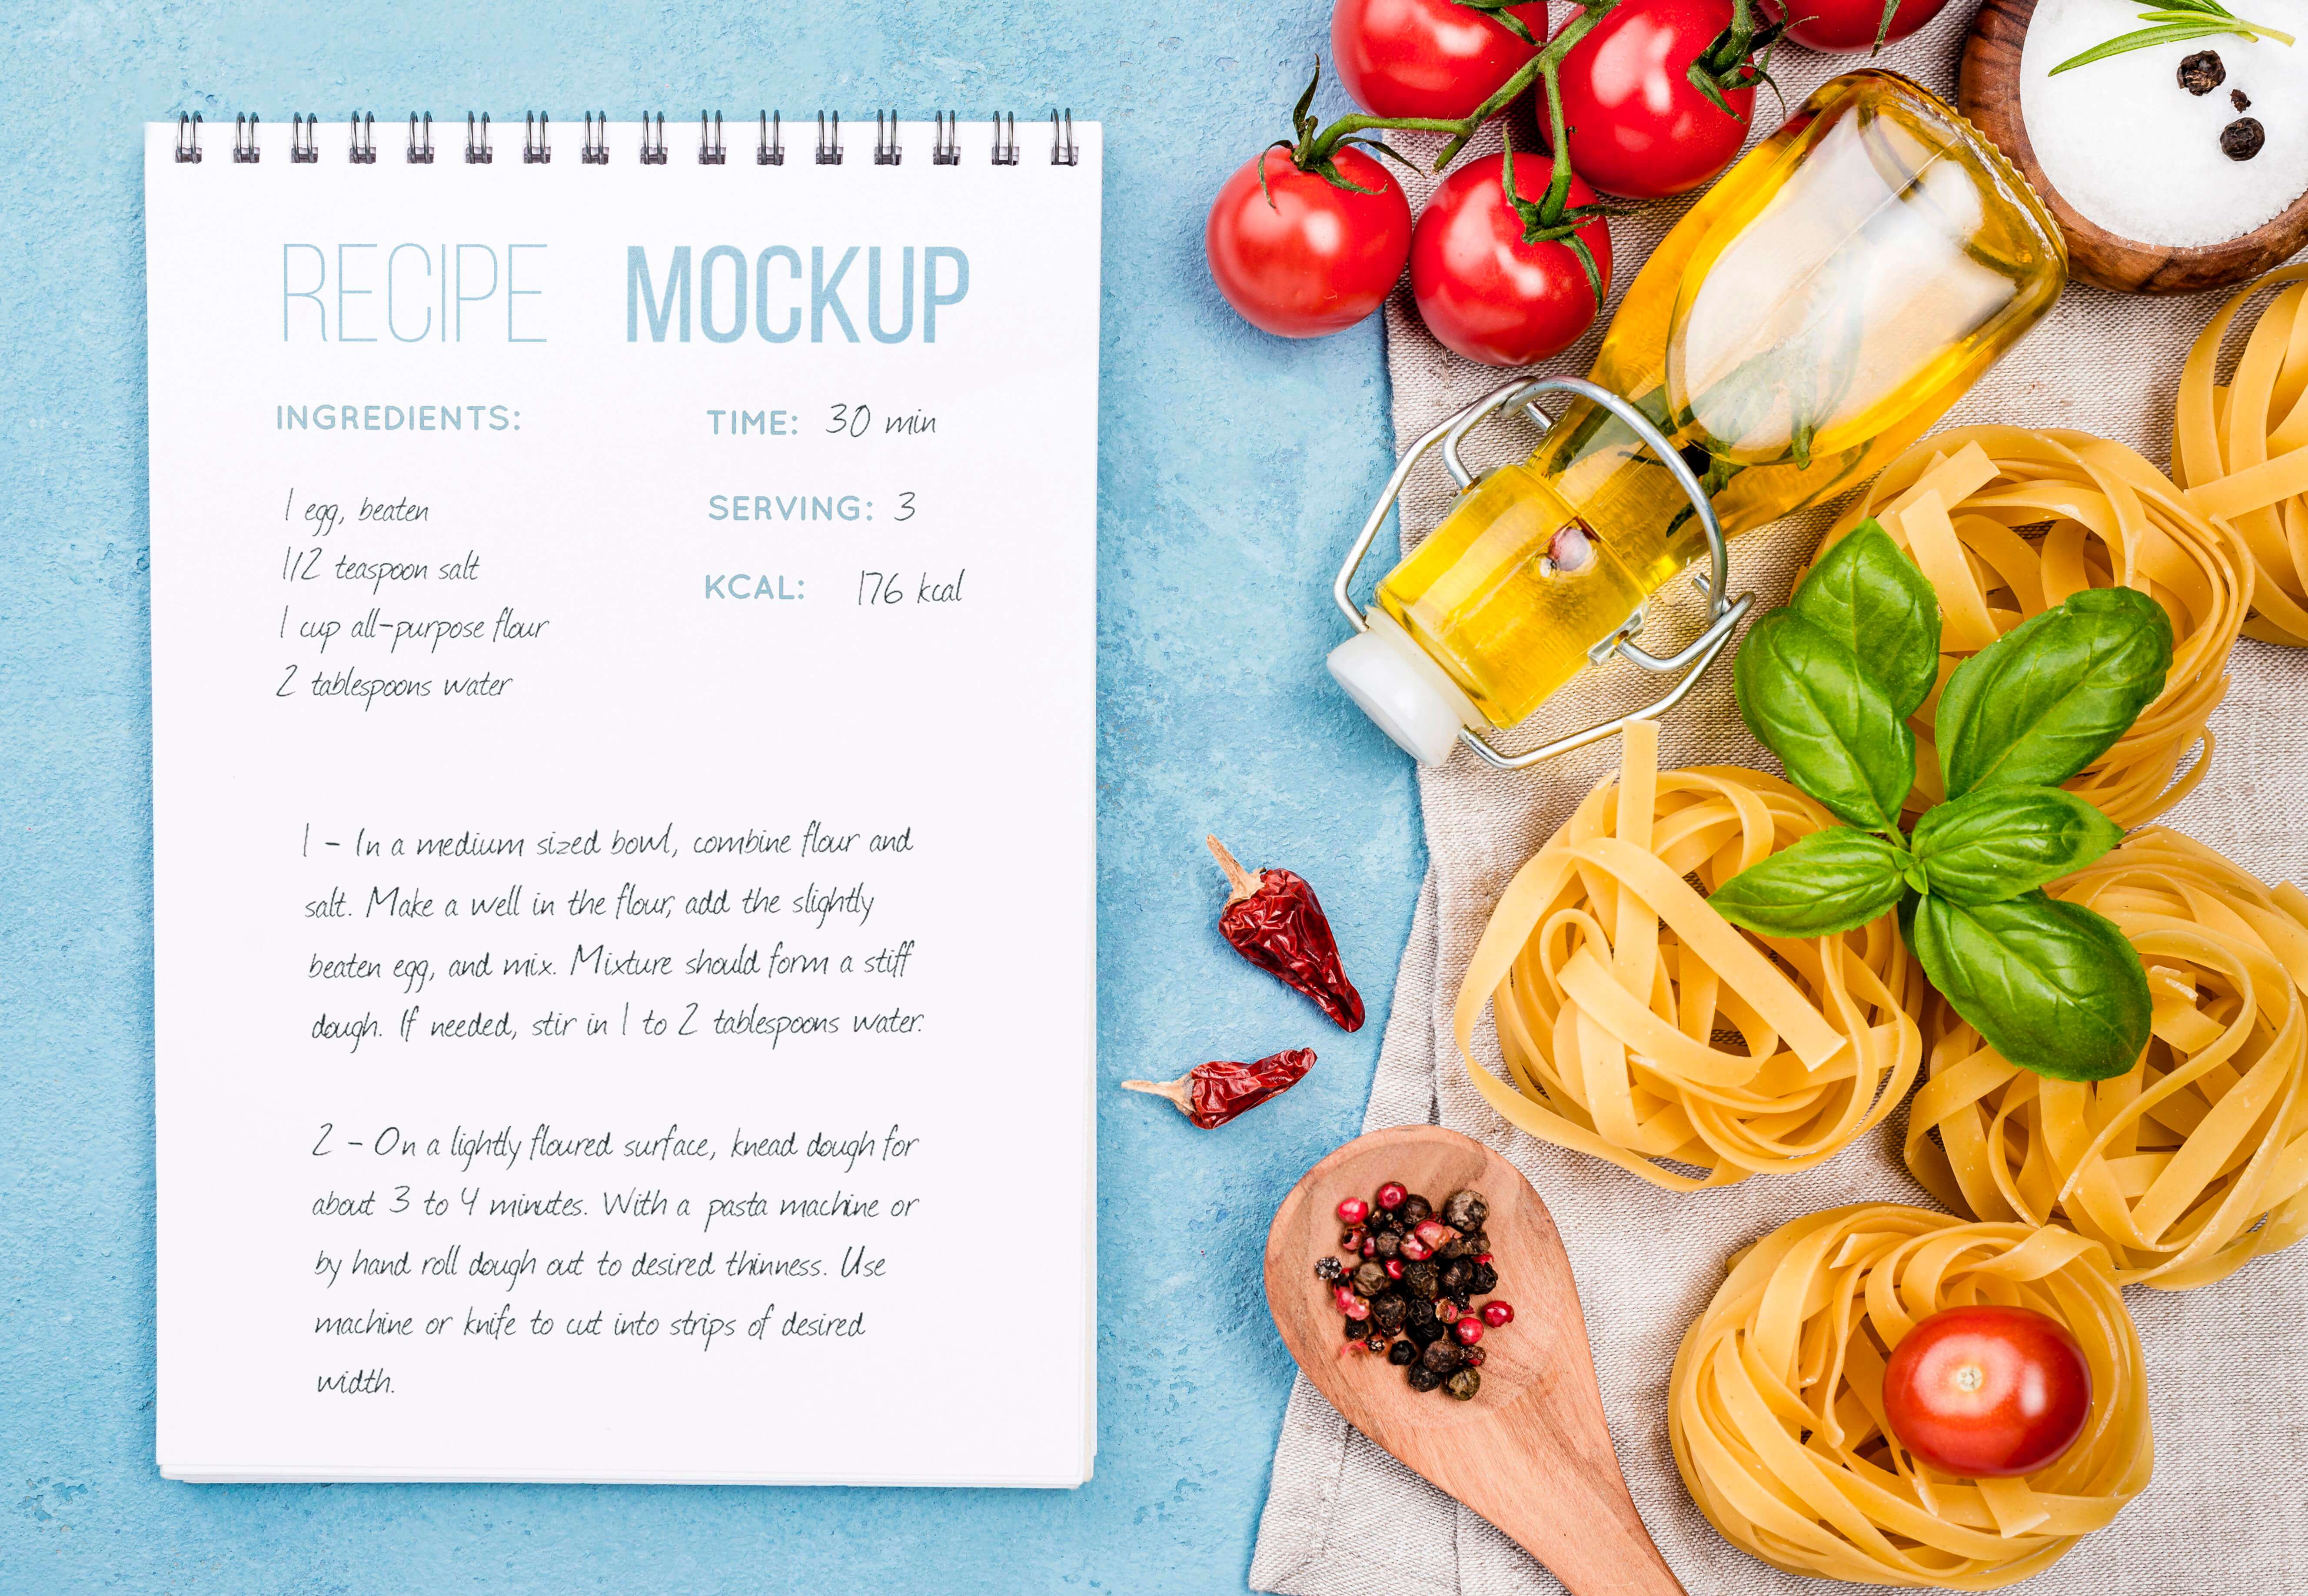 RECIPE MOCKUP
INGREDIENTS:
1 egg, beaten
1/2 teaspoon salt
1 cup all-purpose flour
2 tablespoons water
TIME: 30 min
SERVING: 3
KCAL: 176 kcal
1 - In a medium sized bowl, combine flour and
salt. Make a well in the flour, add the slightly
beaten egg, and mix. Mixture should form a stiff
dough. If needed, stir in 1 to 2 tablespoons water.
2 - On a lightly floured surface, knead dough for
about 3 to 4 minutes. With a pasta machine or
by hand roll dough out to desired thinness. Use
machine or knife to cut into strips of desired
width.